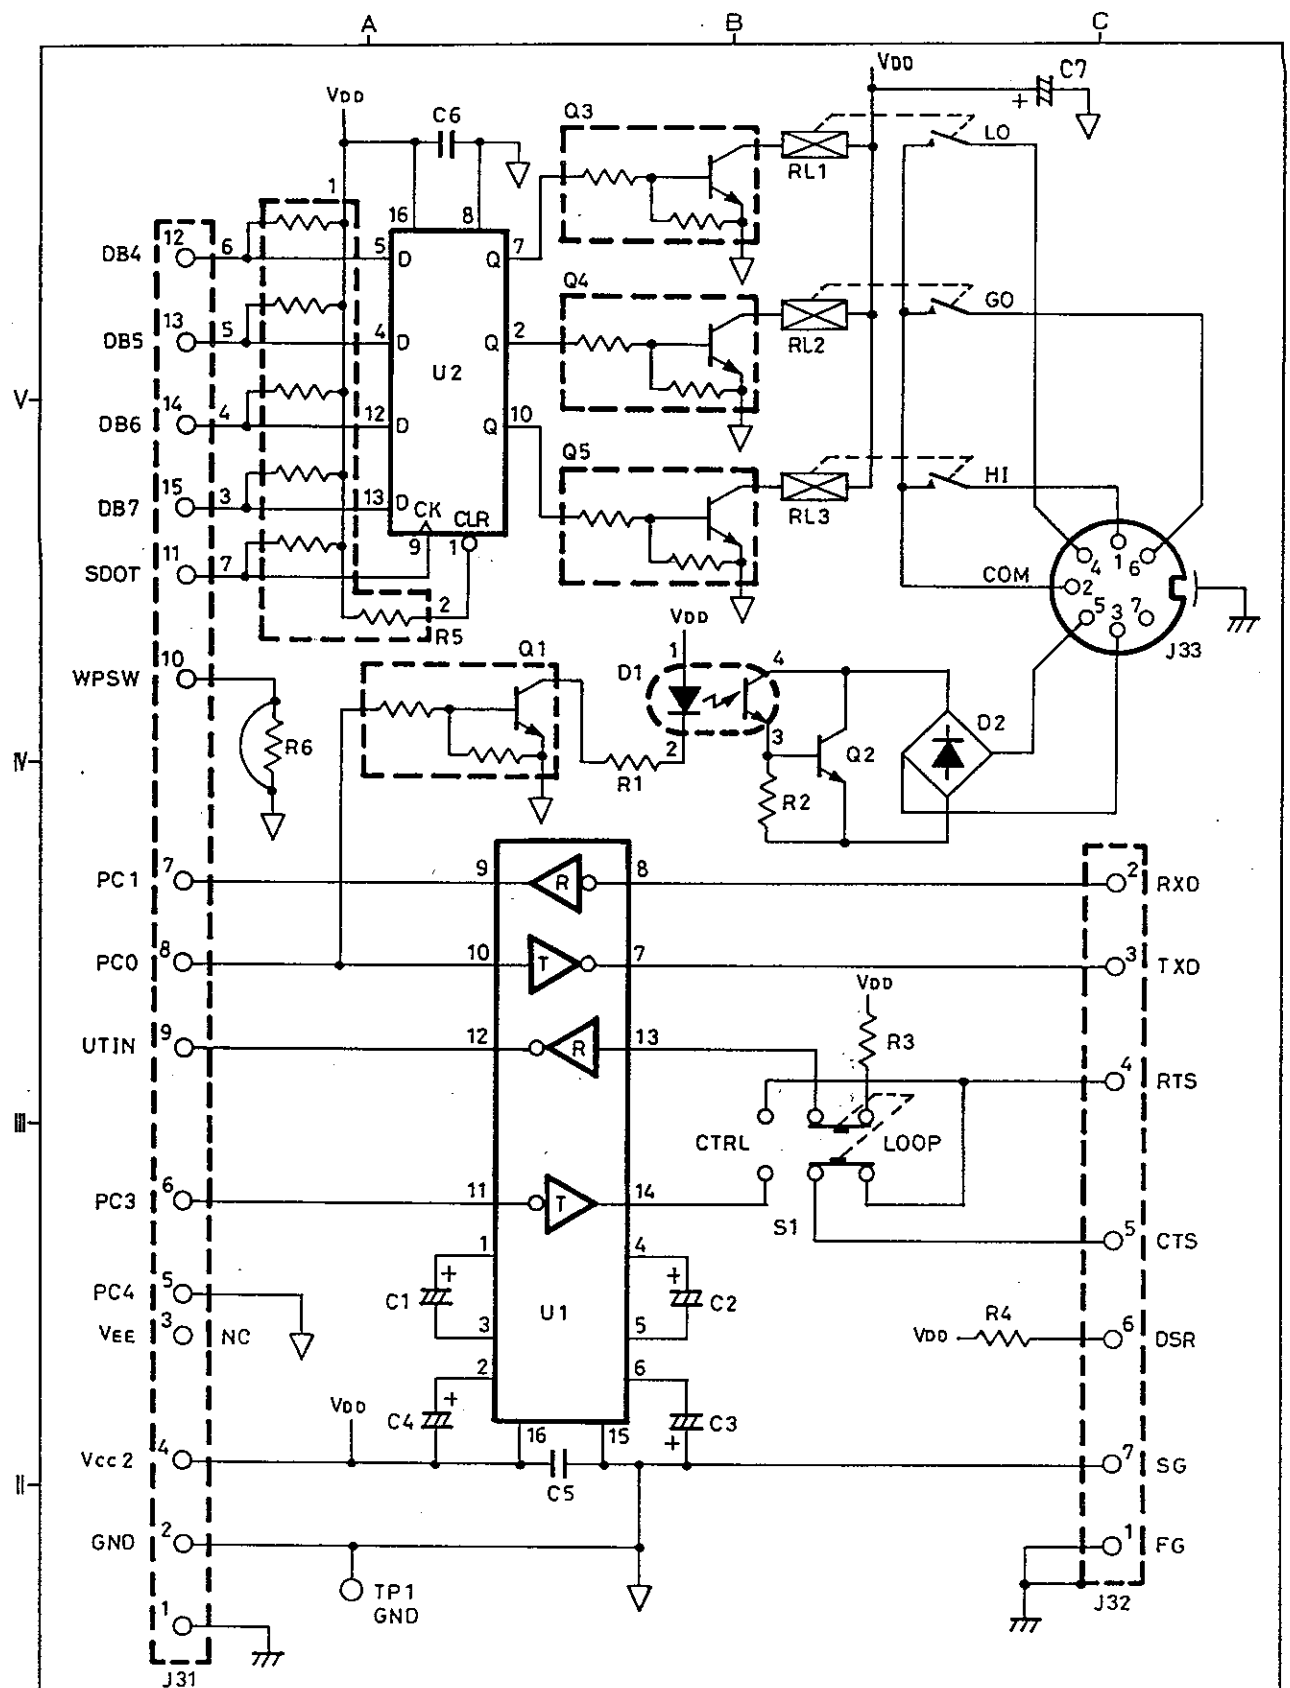 A B C
VDD C7
VDD C6 Q3 + LO
RL1
1
16 8
12 6 5 D Q 7
DB4
Q4 GO
13 5 4 D Q 2
DB5
RL2
U2
V
14 4 12 D Q 10
DB6
Q5 HI
15 3 13 D CK CLR
DB7
RL3
9 1
11 7
SDOT
4 1 6
COM 2
5 3 7
2
R5
J33
VDD
10 Q1 1
WPSW
D1 4
R6
D2
3
2 Q2
IV
R1 R2
7 9 R 8 2
PC1 RXD
8 10 T 7 3
PC0 TXD
VDD
9 12 R 13
UTIN R3
4
RTS
III
CTRL LOOP
6 11 T 14
PC3
S1
5
CTS
1 4
5
PC4 + +
C1 C2
U1
3
VEE NC
3 5
R4
VDD 6 DSR
2 6
VDD
+
C4 C3
16 15 +
4
VCC2
7 SG
C5
II
2
GND
1 FG
TP1
GND
J32
1
J31